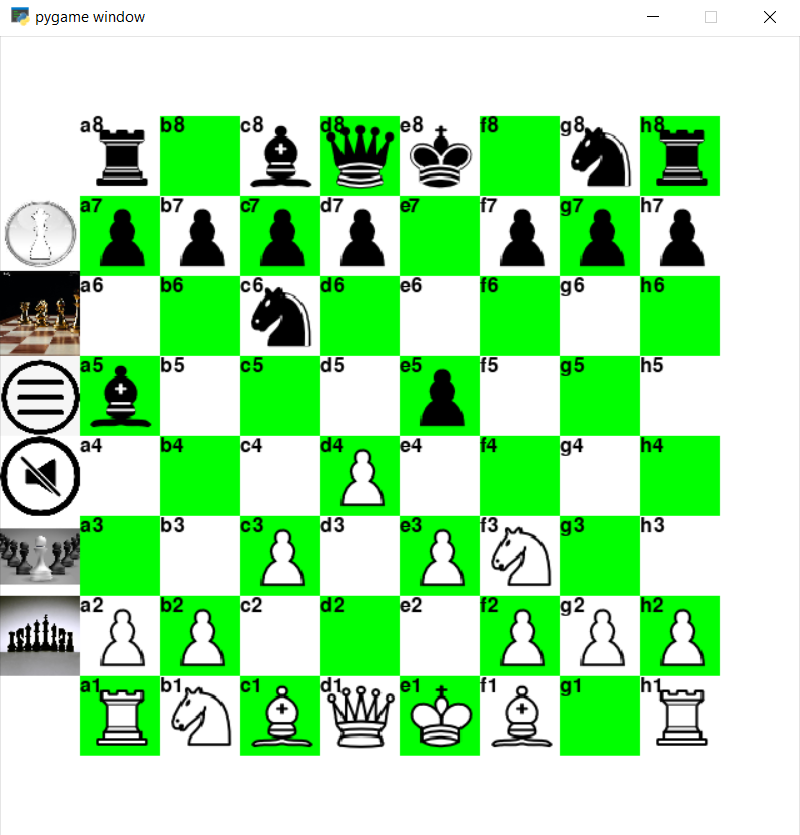 pygame window
a8 b8 c8 d8 e8 f8 g8 h8
a7 b7 c7 d7 e7 f7 g7 h7
a6 b6 c6 d6 e6 f6 g6 h6
a5 b5 c5 d5 e5 f5 g5 h5
a4 b4 c4 d4 e4 f4 g4 h4
a3 b3 c3 d3 e3 f3 g3 h3
a2 b2 c2 d2 e2 f2 g2 h2
a1 b1 c1 d1 e1 f1 g1 h1